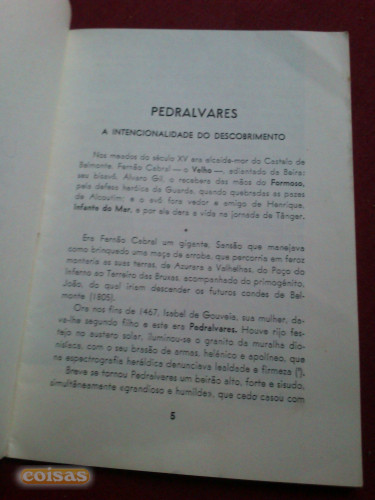 PEDRALVARES
A INTENCIONALIDADE DO DESCOBRIMENTO
Nos meados do século XV era alcaide-mor do Castelo de
Belmonte, Fernão Cabral — o Velho —, adiantado da Beira;
seu bisavô, Álvaro Gil, o recebera das mãos do Formoso,
pela defesa heróica da Guarda, quando quebradas as pazes
de Alcoutim; e o avô fora vedor e amigo de Henrique,
Infante do Mar, e por ele dera a vida na jornada de Tânger.
*
Era Fernão Cabral um gigante, Sansão que manejava
como brinquedo uma maça de arroba, que percorria em feros
montaria as suas terras, de Azurara a Valhelhas, do Poço do
Inferno ao Terreiro das Bruxas, acompanhado do primogénito,
João, do qual iriam descender os futuros condes de Bel-
monte (1805).
Ora nos fins de 1467, Isabel de Gouveia, sua mulher, da-
va-lhe segundo filho e este era Pedralvares. Houve rijo fes-
tejo no austero solar, iluminou-se o granito da muralha dio-
nisíaca, com o seu brasão de armas, helénico e apolíneo, que
na espectrografia heráldica denunciava lealdade e firmeza (¹).
Breve se tornou Pedralvares um beirão alto, forte e sisudo,
simultâneamente agrandioso e humilde», que cedo casou com
5
coisas